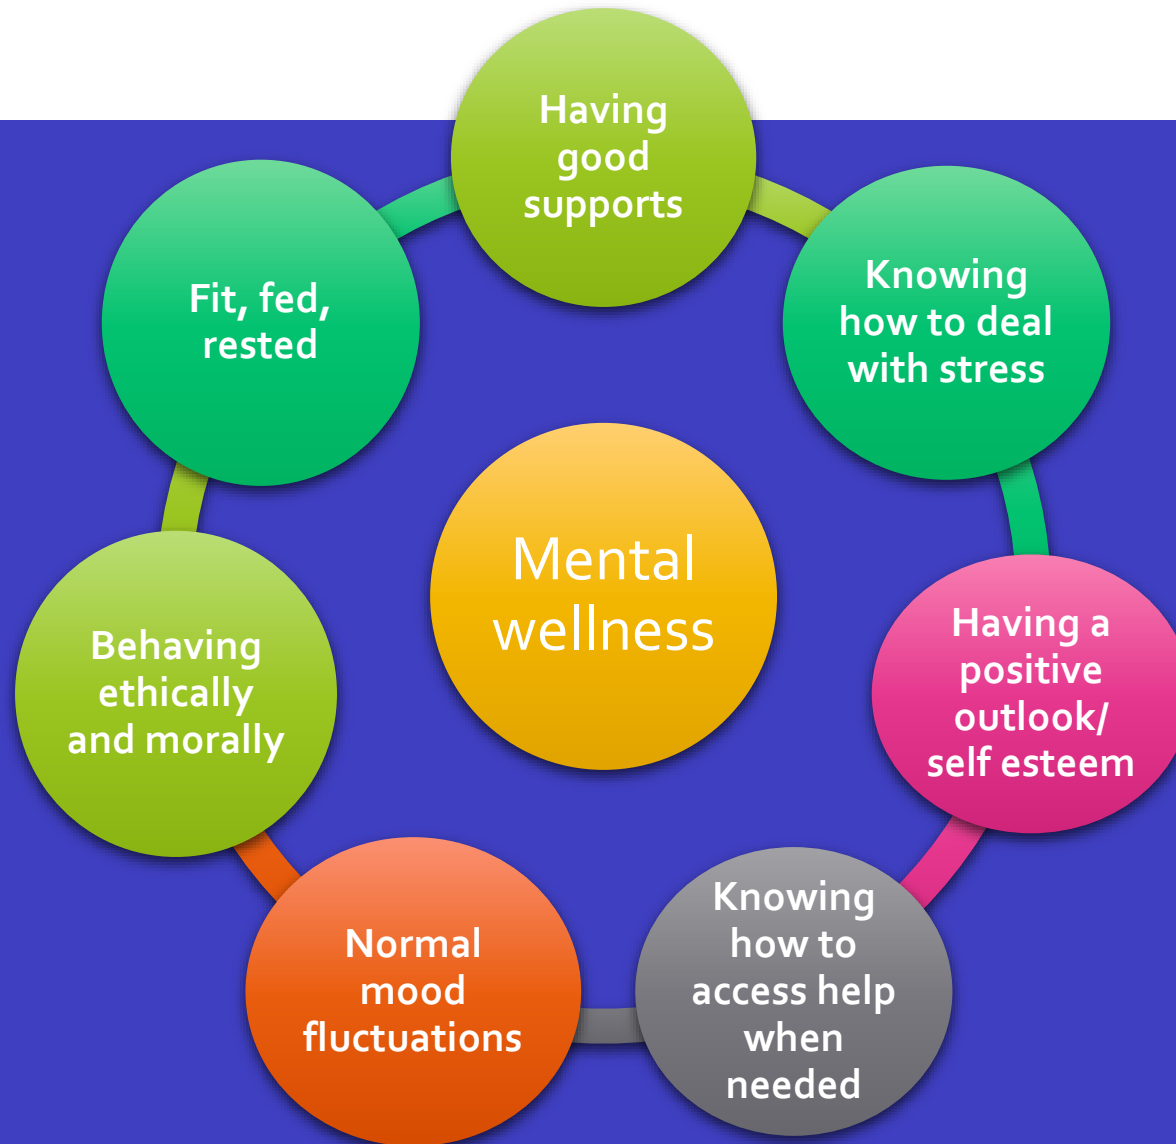 Having
good
supports
Knowing
how to deal
with stress
Having a
positive
outlook/
self esteem
Knowing
how to
access help
when
needed
Normal
mood
fluctuations
Behaving
ethically
and morally
Fit, fed,
rested
Mental
wellness